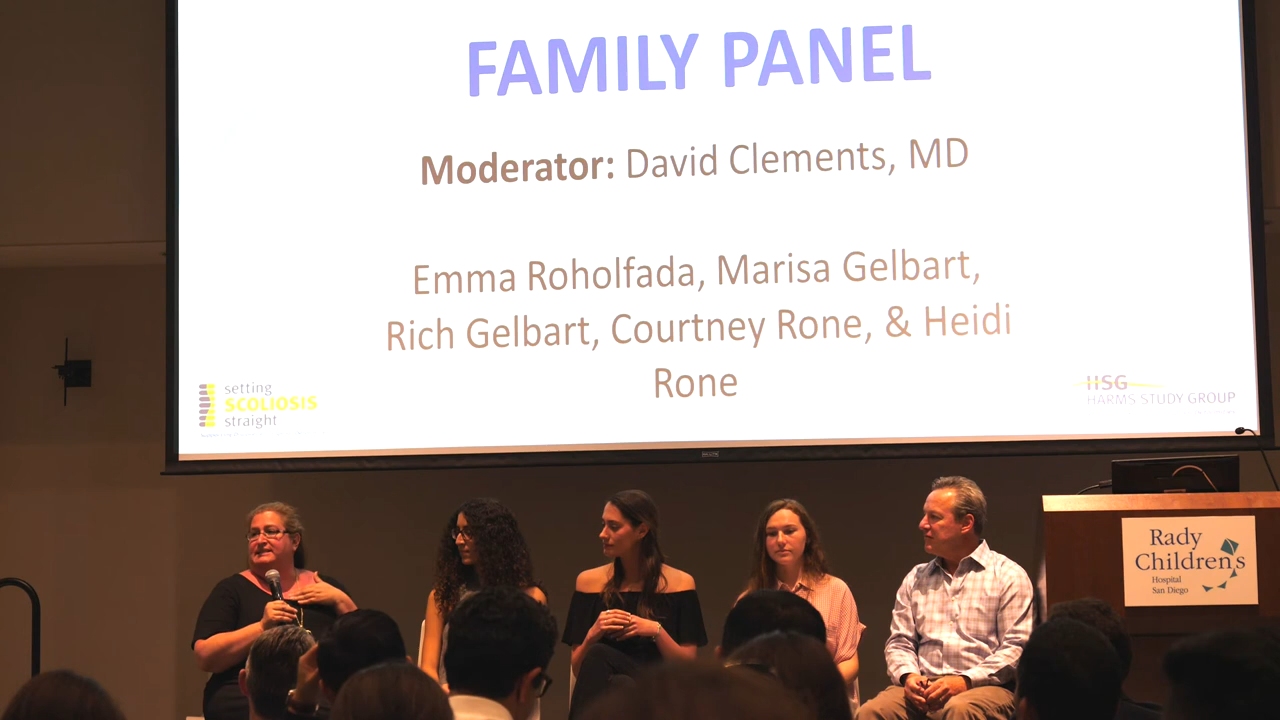 FAMILY PANEL
Moderator: David Clements, MD
Emma Roholfada, Marisa Gelbart,
Rich Gelbart, Courtney Rone, & Heidi
Rone
setting
SCOLIOSIS
straight
HSG
HARMS STUDY GROUP
Rady
Children's
Hospital
San Diego